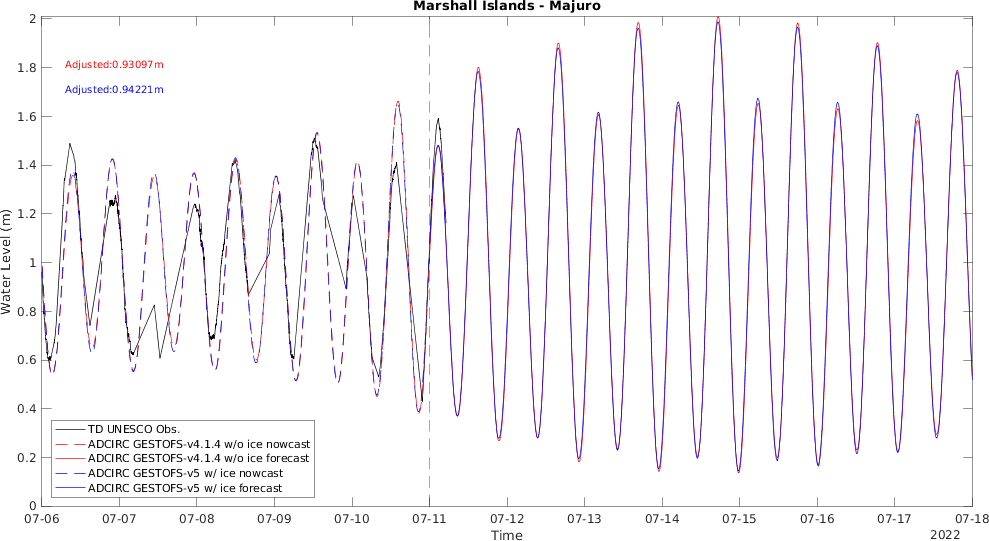 Marshall Islands - Majuro
Adjusted:0.93097m
Adjusted:0.94221m
Water Level (m)
2
1.8
1.6
1.4
1.2
1
0.8
0.6
0.4
0.2
0
TD UNESCO Obs.
ADCIRC GESTOFS-v4.1.4 w/o ice nowcast
ADCIRC GESTOFS-v4.1.4 w/o ice forecast
ADCIRC GESTOFS-v5 w/ ice nowcast
ADCIRC GESTOFS-v5 w/ ice forecast
07-06 07-07 07-08 07-09 07-10 07-11 07-12 07-13 07-14 07-15 07-16 07-17 07-18
Time
2022